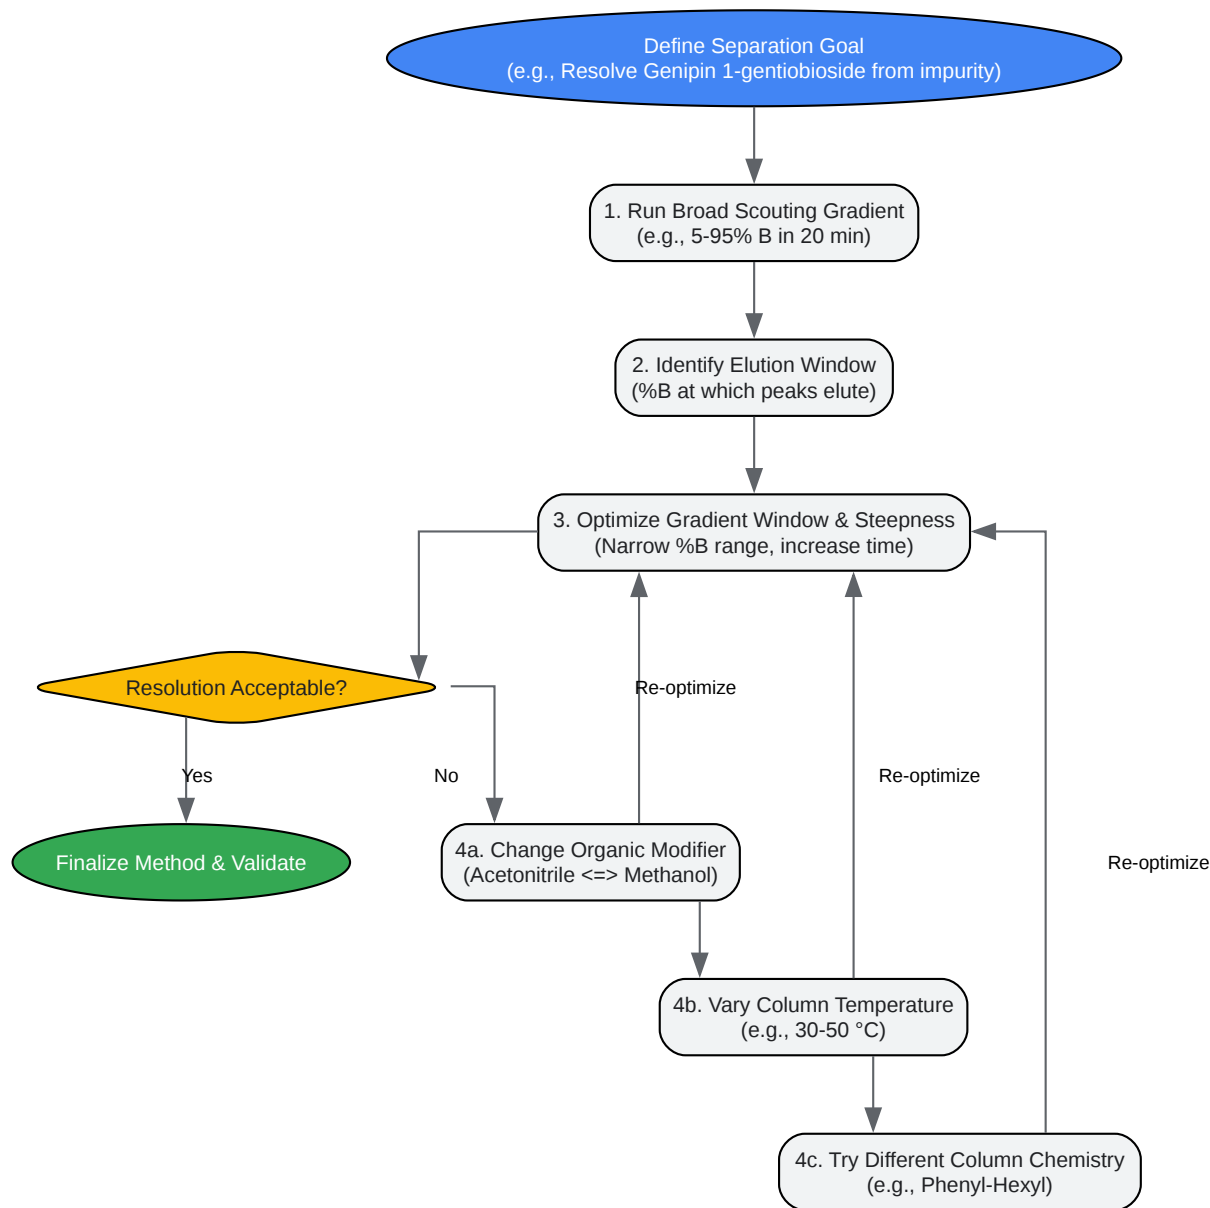 Define Separation Goal
(e.g., Resolve Genipin 1-gentiobioside from impurity)
1. Run Broad Scouting Gradient
(e.g., 5-95% B in 20 min)
2. Identify Elution Window
(%B at which peaks elute)
3. Optimize Gradient Window & Steepness
(Narrow %B range, increase time)
Resolution Acceptable?
Re-optimize
Yes
No
Re-optimize
Finalize Method & Validate
4a. Change Organic Modifier
(Acetonitrile <=> Methanol)
Re-optimize
4b. Vary Column Temperature
(e.g., 30-50 °C)
4c. Try Different Column Chemistry
(e.g., Phenyl-Hexyl)